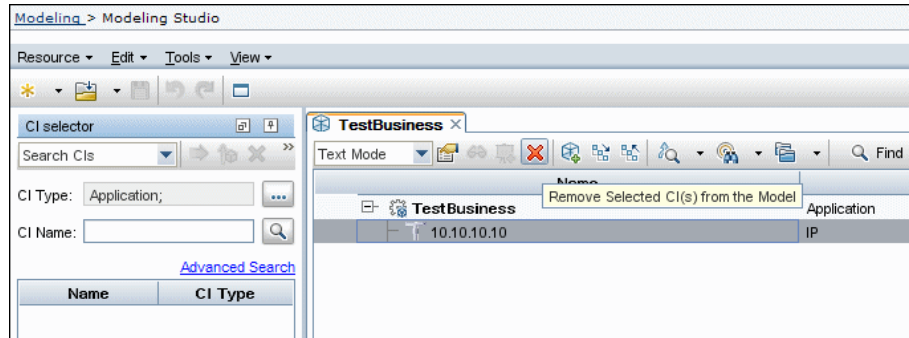 Modeling > Modeling Studio
Resource Edit Tools View
CI selector
TestBusiness
Search CIs
Text Mode
Find
Name
CI Type: Application;
Remove Selected CI(s) from the Model
TestBusiness
Application
CI Name:
10.10.10.10
IP
Advanced Search
Name CI Type